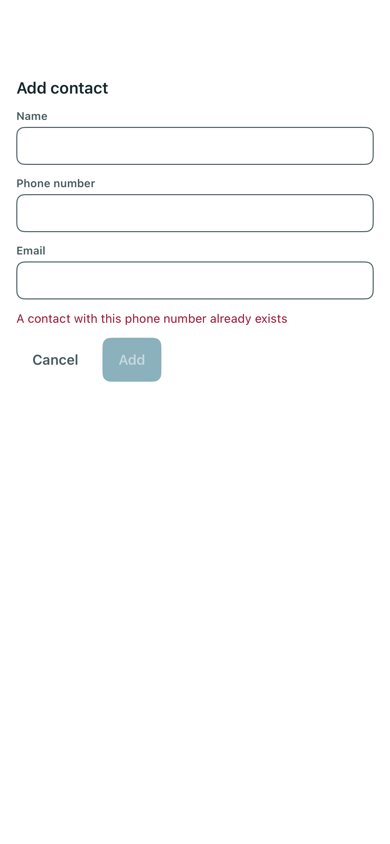 Add contact
Name
Phone number
Email
A contact with this phone number already exists
Cancel
Add